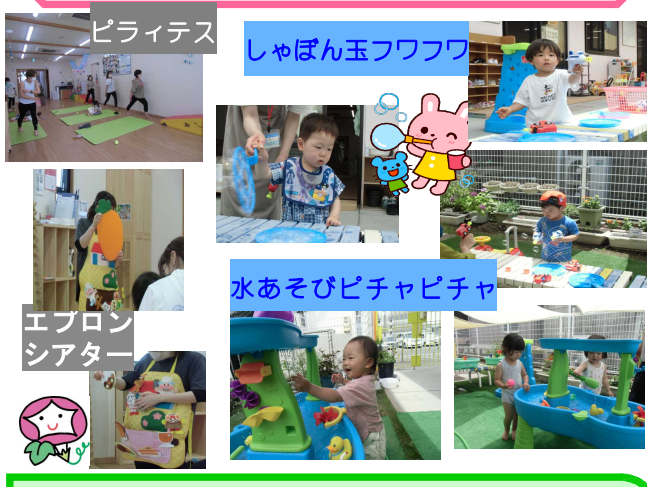 ピラィテス
しゃぼん玉フワフワ
水あそびピチャピチャ
エプロン
シアター